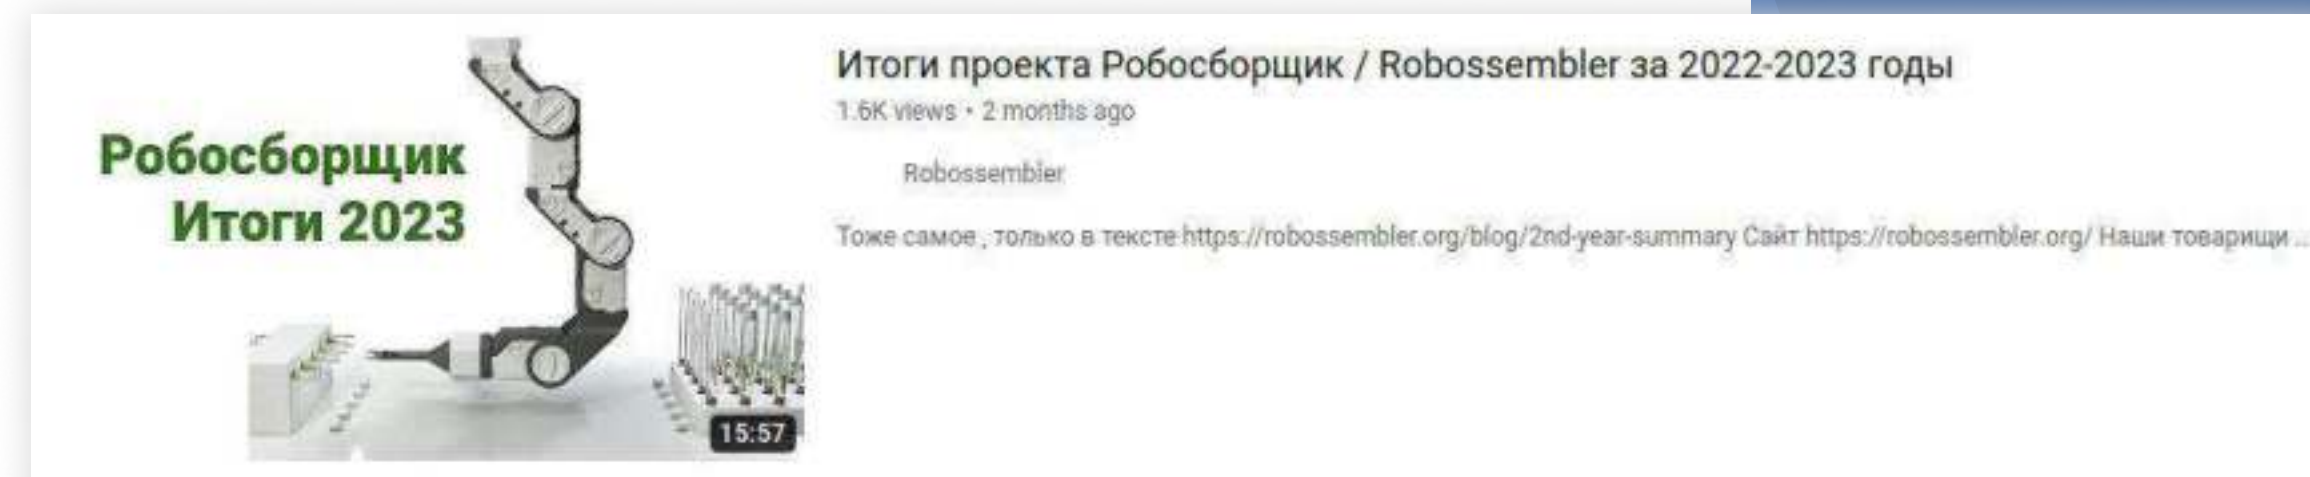 Робосборщик
Итоги 2023
15:57
Итоги проекта Робосборщик / Robossembler за 2022-2023 годы
1.6K views • 2 months ago
Robossembler
Тоже самое , только в тексте https://robossembler.org/blog/2nd-year-summary Сайт https://robossembler.org/ Наши товарищи ...